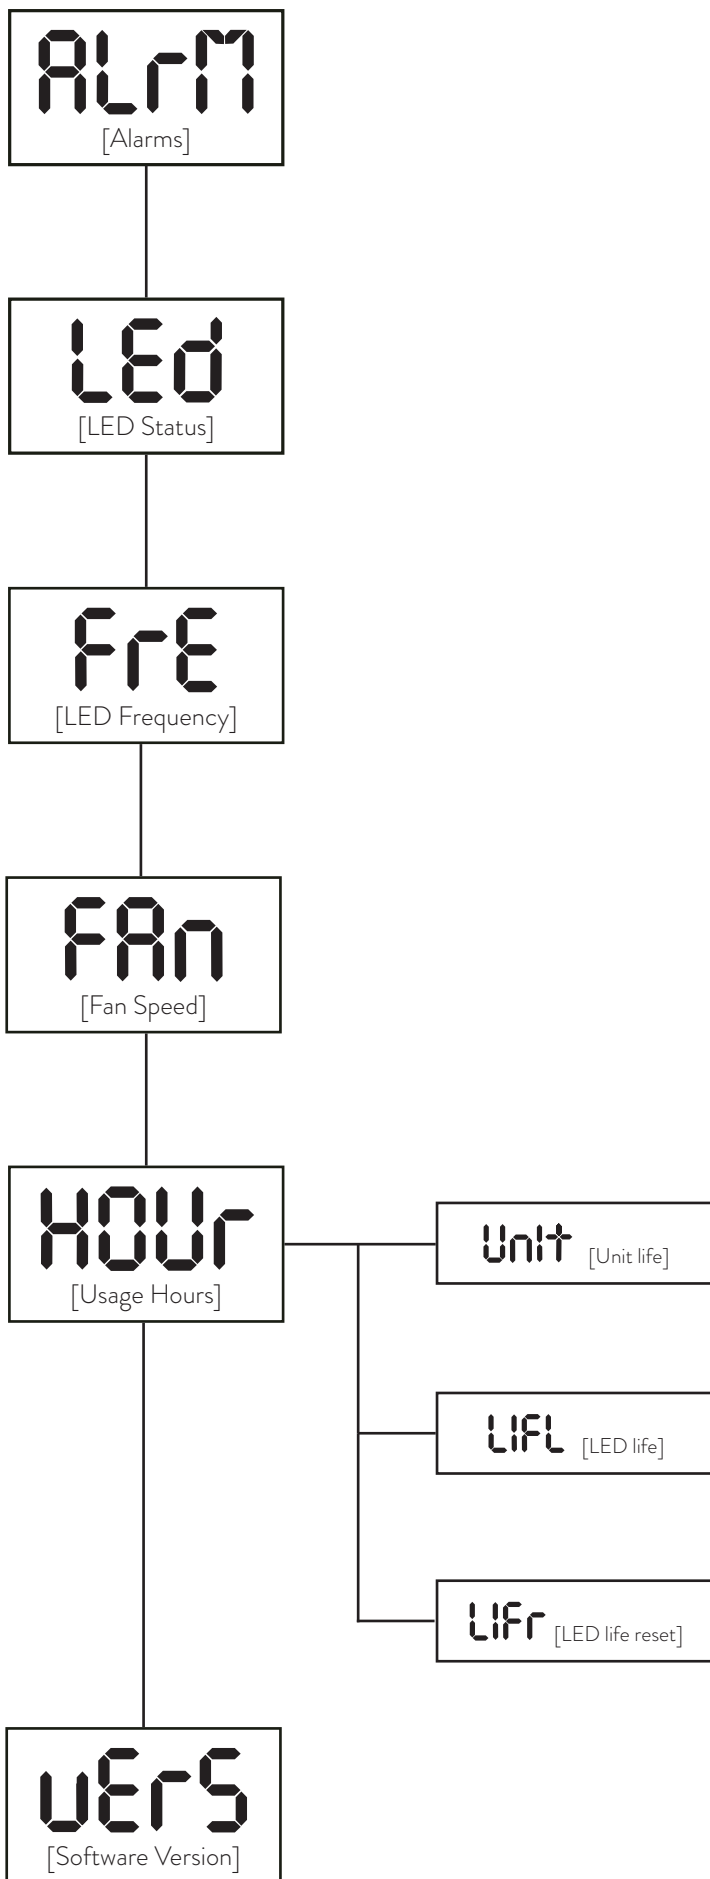 ALrM
[Alarms]
LEd
[LED Status]
FrE
[LED Frequency]
FAn
[Fan Speed]
HOUr
[Usage Hours]
UnIt [Unit life]
LIFL [LED life]
LIFr [LED life reset]
vErS
[Software Version]